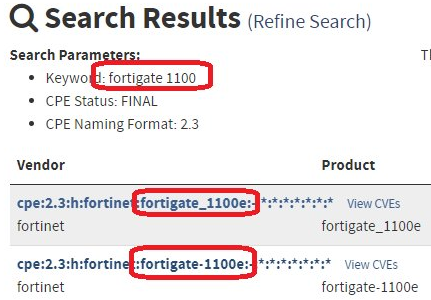 Search Results (Refine Search)
Search Parameters:
Keyword: fortigate 1100
CPE Status: FINAL
CPE Naming Format: 2.3
Vendor Product
cpe:2.3:h:fortinet:fortigate_1100e:-:*:*:*:*:*:*:* View CVEs
fortinet fortigate_1100e
cpe:2.3:h:fortinet:fortigate-1100e:-:*:*:*:*:*:*:* View CVEs
fortinet fortigate-1100e